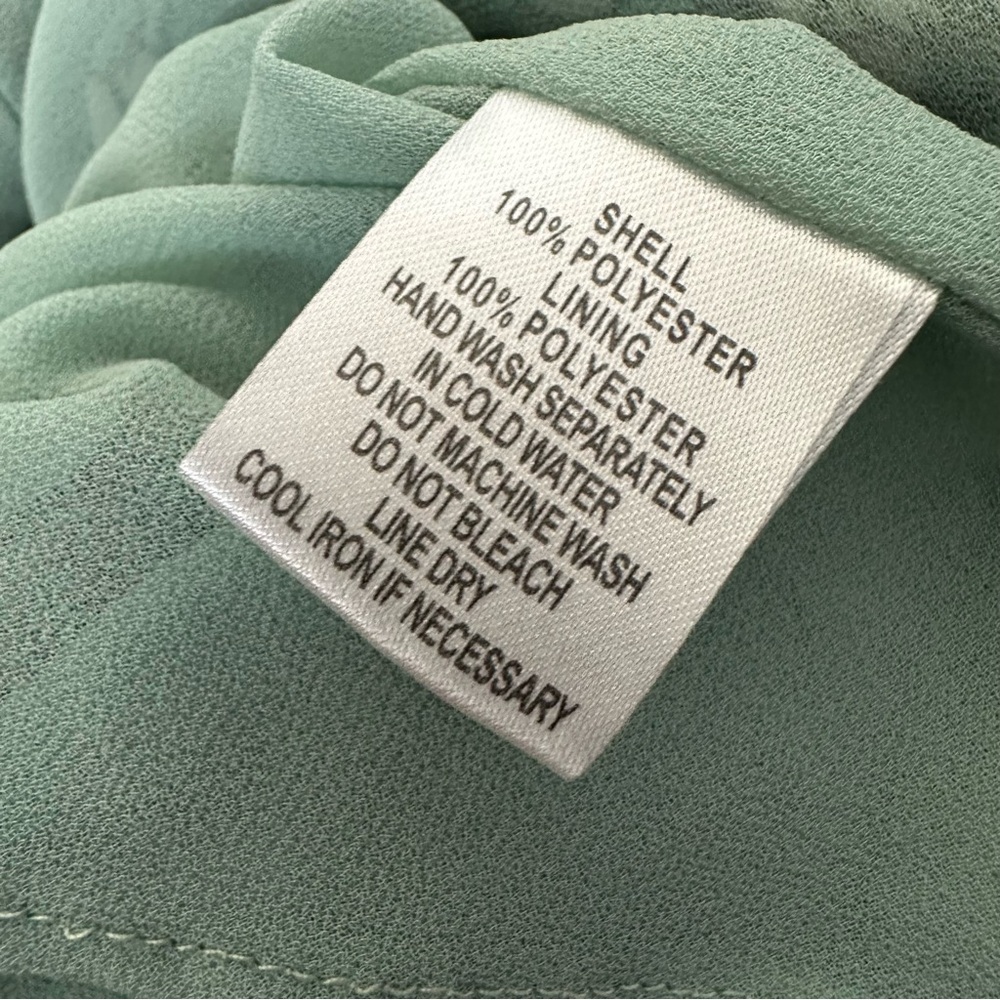 SHELL
100% POLYESTER
LINING
100% POLYESTER
HAND WASH SEPARATELY
IN COLD WATER
DO NOT MACHINE WASH
DO NOT BLEACH
LINE DRY
COOL IRON IF NECESSARY